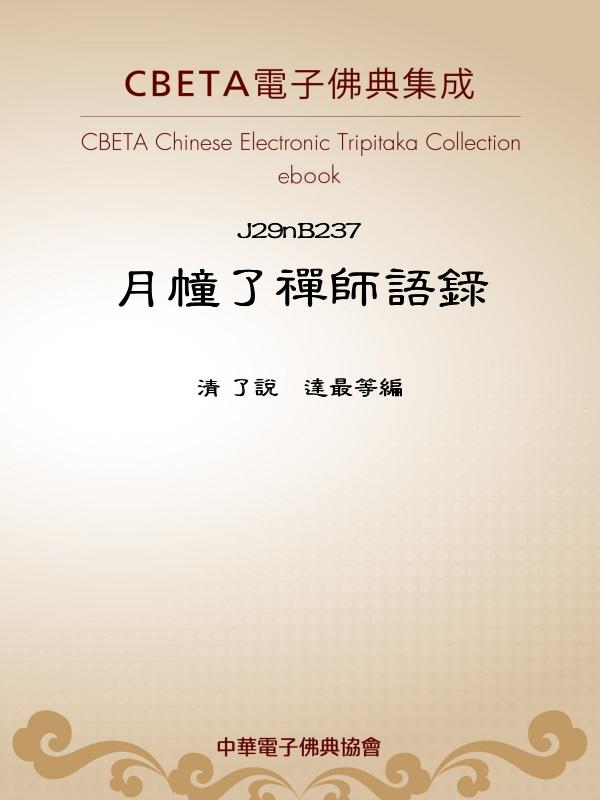 CBETA電子佛典集成
CBETA Chinese Electronic Tripitaka Collection
ebook
J29nB237
月幢了禪師語錄
清 了說　達最等編
中華電子佛典協會